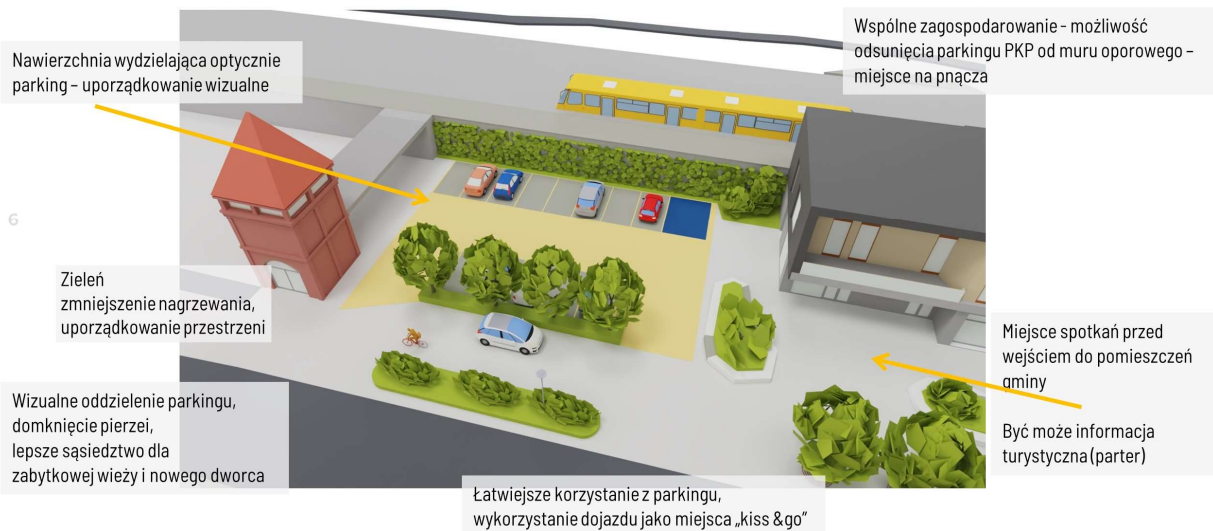 Nawierzchnia wydzielająca optycznie
parking – uporządkowanie wizualne
Wspólne zagospodarowanie - możliwość
odsunięcia parkingu PKP od muru oporowego –
miejsce na pnącza
6
Zieleń
zmniejszenie nagrzewania,
uporządkowanie przestrzeni
Wizualne oddzielenie parkingu,
domknięcie pierzei,
lepsze sąsiedztwo dla
zabytkowej wieży i nowego dworca
Miejsce spotkań przed
wejściem do pomieszczeń
gminy
Być może informacja
turystyczna (parter)
Łatwiejsze korzystanie z parkingu,
wykorzystanie dojazdu jako miejsca „kiss &go”